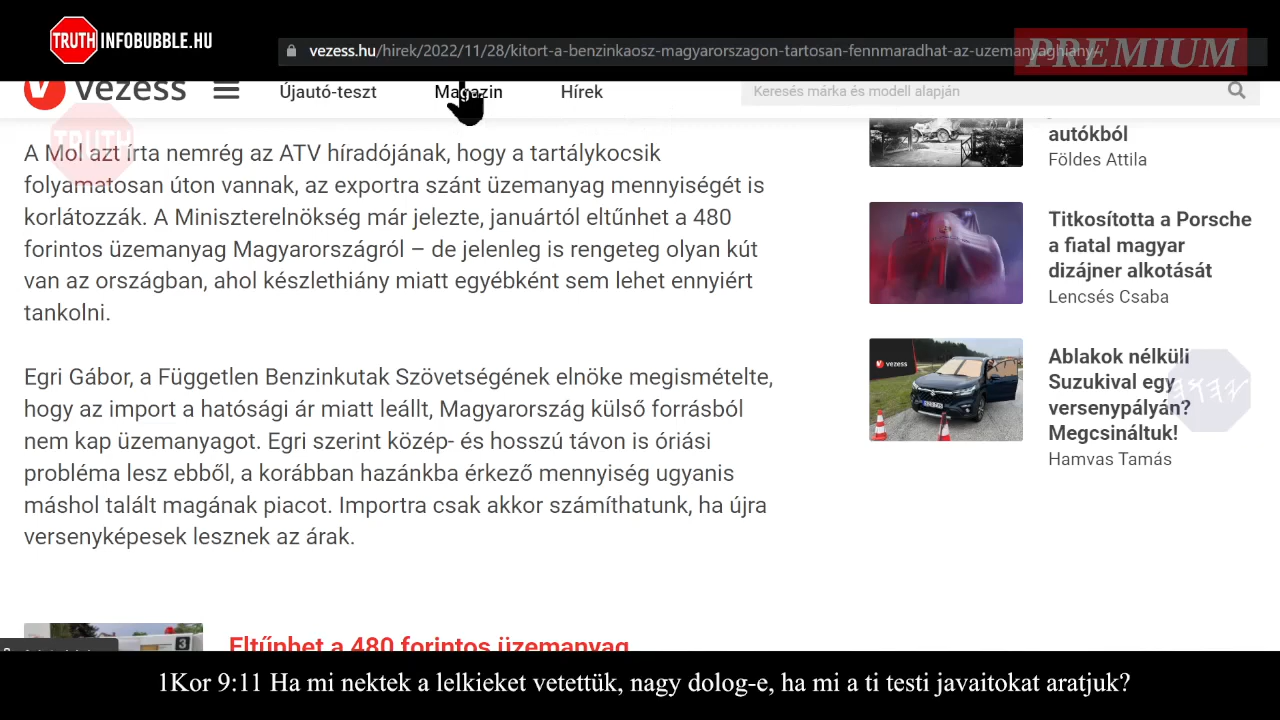 TRUTH INFOBUBBLE.HU
vezess.hu/hirek/2022/11/28/kitort-a-benzinkaosz-magyarorszagon-tartosan-fennmaradhat-az-uzemanyaghiany-/
PREMIUM
vezess
Újautó-teszt
Magazin
Hírek
Keresés márka és modell alapján
TRUTH
A Mol azt írta nemrég az ATV híradójának, hogy a tartálykocsik
folyamatosan úton vannak, az exportra szánt üzemanyag mennyiségét is
korlátozzák. A Miniszterelnökség már jelezte, januártól eltűnhet a 480
forintos üzemanyag Magyarországról – de jelenleg is rengeteg olyan kút
van az országban, ahol készlethiány miatt egyébként sem lehet ennyiért
tankolni.
Egri Gábor, a Független Benzinkutak Szövetségének elnöke megismételte,
hogy az import a hatósági ár miatt leállt, Magyarország külső forrásból
nem kap üzemanyagot. Egri szerint közép- és hosszú távon is óriási
probléma lesz ebből, a korábban hazánkba érkező mennyiség ugyanis
máshol talált magának piacot. Importra csak akkor számíthatunk, ha újra
versenyképesek lesznek az árak.
3
Eltűnhet a 480 forintos üzemanyag
autókból
Földes Attila
Titkosította a Porsche
a fiatal magyar
dizájner alkotását
Lencsés Csaba
vezess
Ablakok nélküli
Suzukival egy
versenypályán?
Megcsináltuk!
Hamvas Tamás
1Kor 9:11 Ha mi nektek a lelkieket vetettük, nagy dolog-e, ha mi a ti testi javaitokat aratjuk?